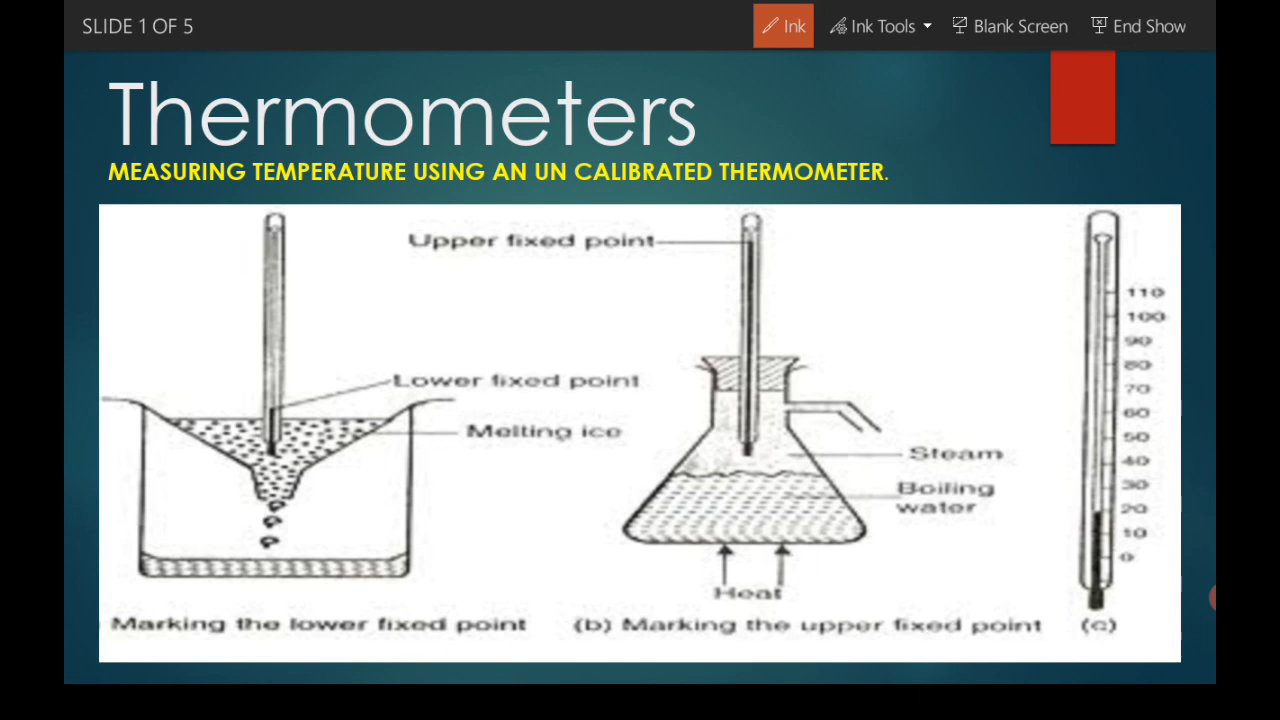 SLIDE 1 OF 5
Ink
Ink Tools
Blank Screen
End Show
Thermometers
MEASURING TEMPERATURE USING AN UN CALIBRATED THERMOMETER.
Upper fixed point
Lower fixed point
Melting ice
Steam
Boiling
water
Heat
110
100
90
80
70
60
50
40
30
20
10
0
Marking the lower fixed point
(b) Marking the upper fixed point
(c)